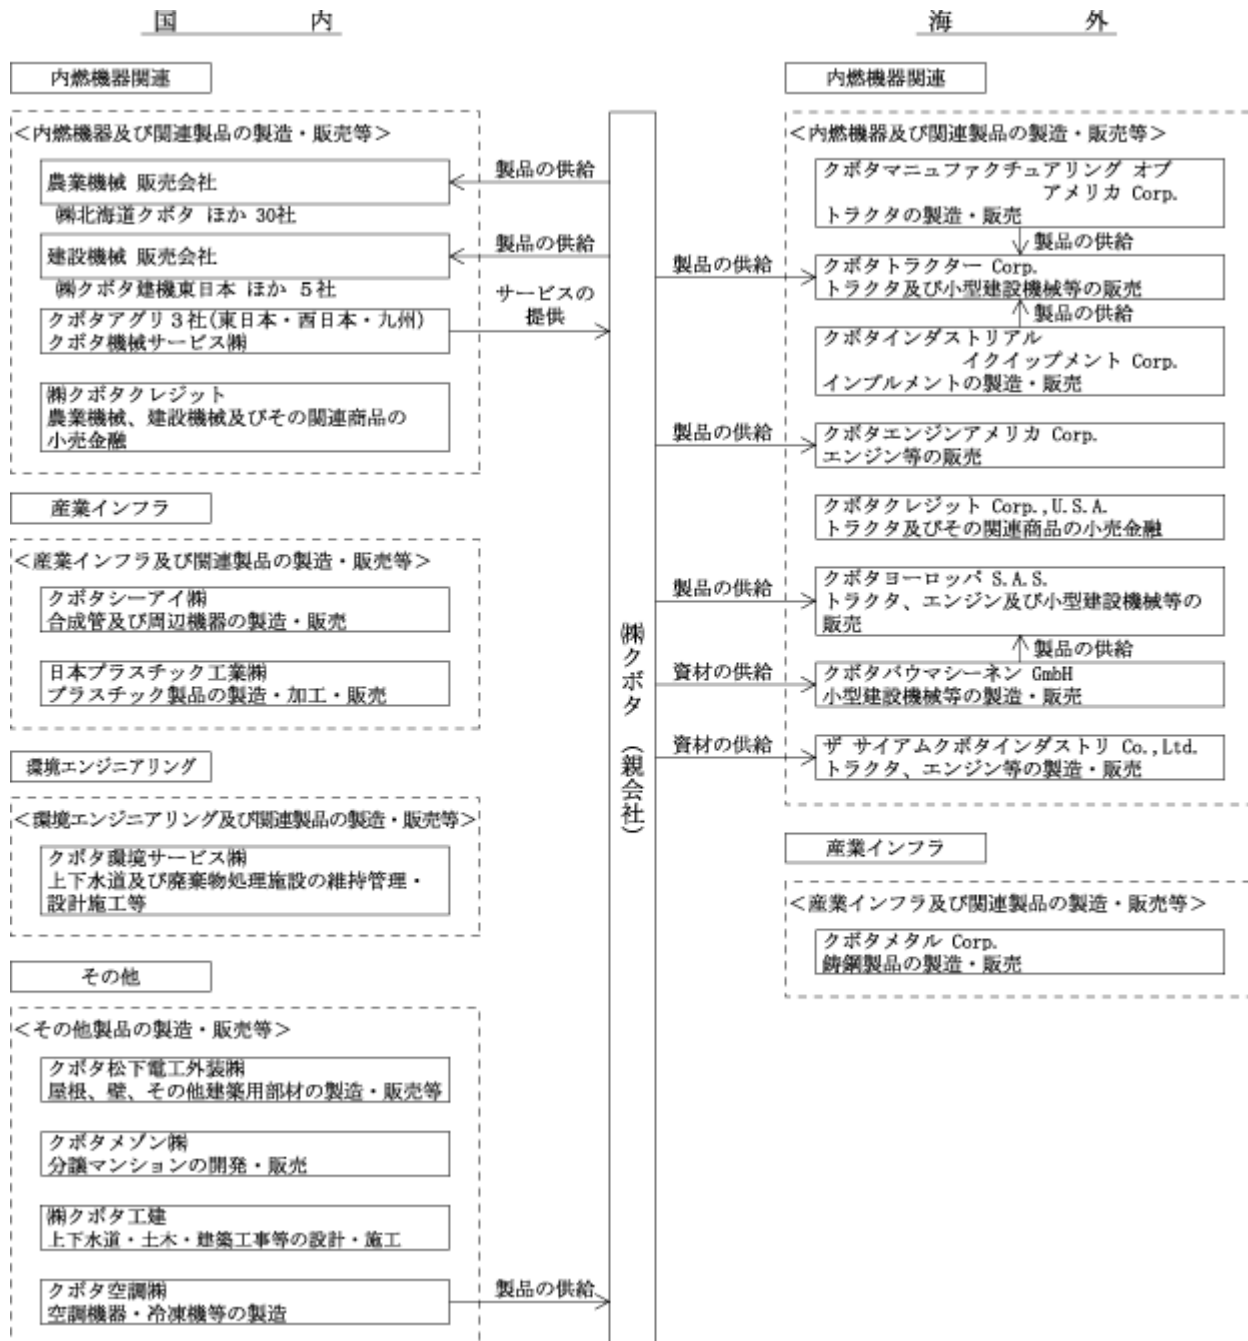 国　　　内
内燃機器関連
＜内燃機器及び関連製品の製造・販売等＞
農業機械 販売会社
㈱北海道クボタ ほか 30社
建設機械 販売会社
㈱クボタ建機東日本 ほか ５社
クボタアグリ３社(東日本・西日本・九州)
クボタ機械サービス㈱
㈱クボタクレジット
農業機械、建設機械及びその関連商品の
小売金融
産業インフラ
＜産業インフラ及び関連製品の製造・販売等＞
クボタシーアイ㈱
合成管及び周辺機器の製造・販売
日本プラスチック工業㈱
プラスチック製品の製造・加工・販売
環境エンジニアリング
＜環境エンジニアリング及び関連製品の製造・販売等＞
クボタ環境サービス㈱
上下水道及び廃棄物処理施設の維持管理・
設計施工等
その他
＜その他製品の製造・販売等＞
クボタ松下電工外装㈱
屋根、壁、その他建築用部材の製造・販売等
クボタメゾン㈱
分譲マンションの開発・販売
㈱クボタ工建
上下水道・土木・建築工事等の設計・施工
クボタ空調㈱
空調機器・冷凍機等の製造
製品の供給
製品の供給
サービスの
提供
製品の供給
㈱クボタ（親会社）
製品の供給
製品の供給
製品の供給
資材の供給
資材の供給
海　　　外
内燃機器関連
＜内燃機器及び関連製品の製造・販売等＞
クボタマニュファクチュアリング オブ
アメリカ Corp.
トラクタの製造・販売
製品の供給
クボタトラクター Corp.
トラクタ及び小型建設機械等の販売
製品の供給
クボタインダストリアル
イクイップメント Corp.
インプルメントの製造・販売
クボタエンジンアメリカ Corp.
エンジン等の販売
クボタクレジット Corp.,U.S.A.
トラクタ及びその関連商品の小売金融
クボタヨーロッパ S.A.S.
トラクタ、エンジン及び小型建設機械等の
販売
製品の供給
クボタバウマシーネン GmbH
小型建設機械等の製造・販売
ザ サイアムクボタインダストリ Co.,Ltd.
トラクタ、エンジン等の製造・販売
産業インフラ
＜産業インフラ及び関連製品の製造・販売等＞
クボタメタル Corp.
鋳鋼製品の製造・販売